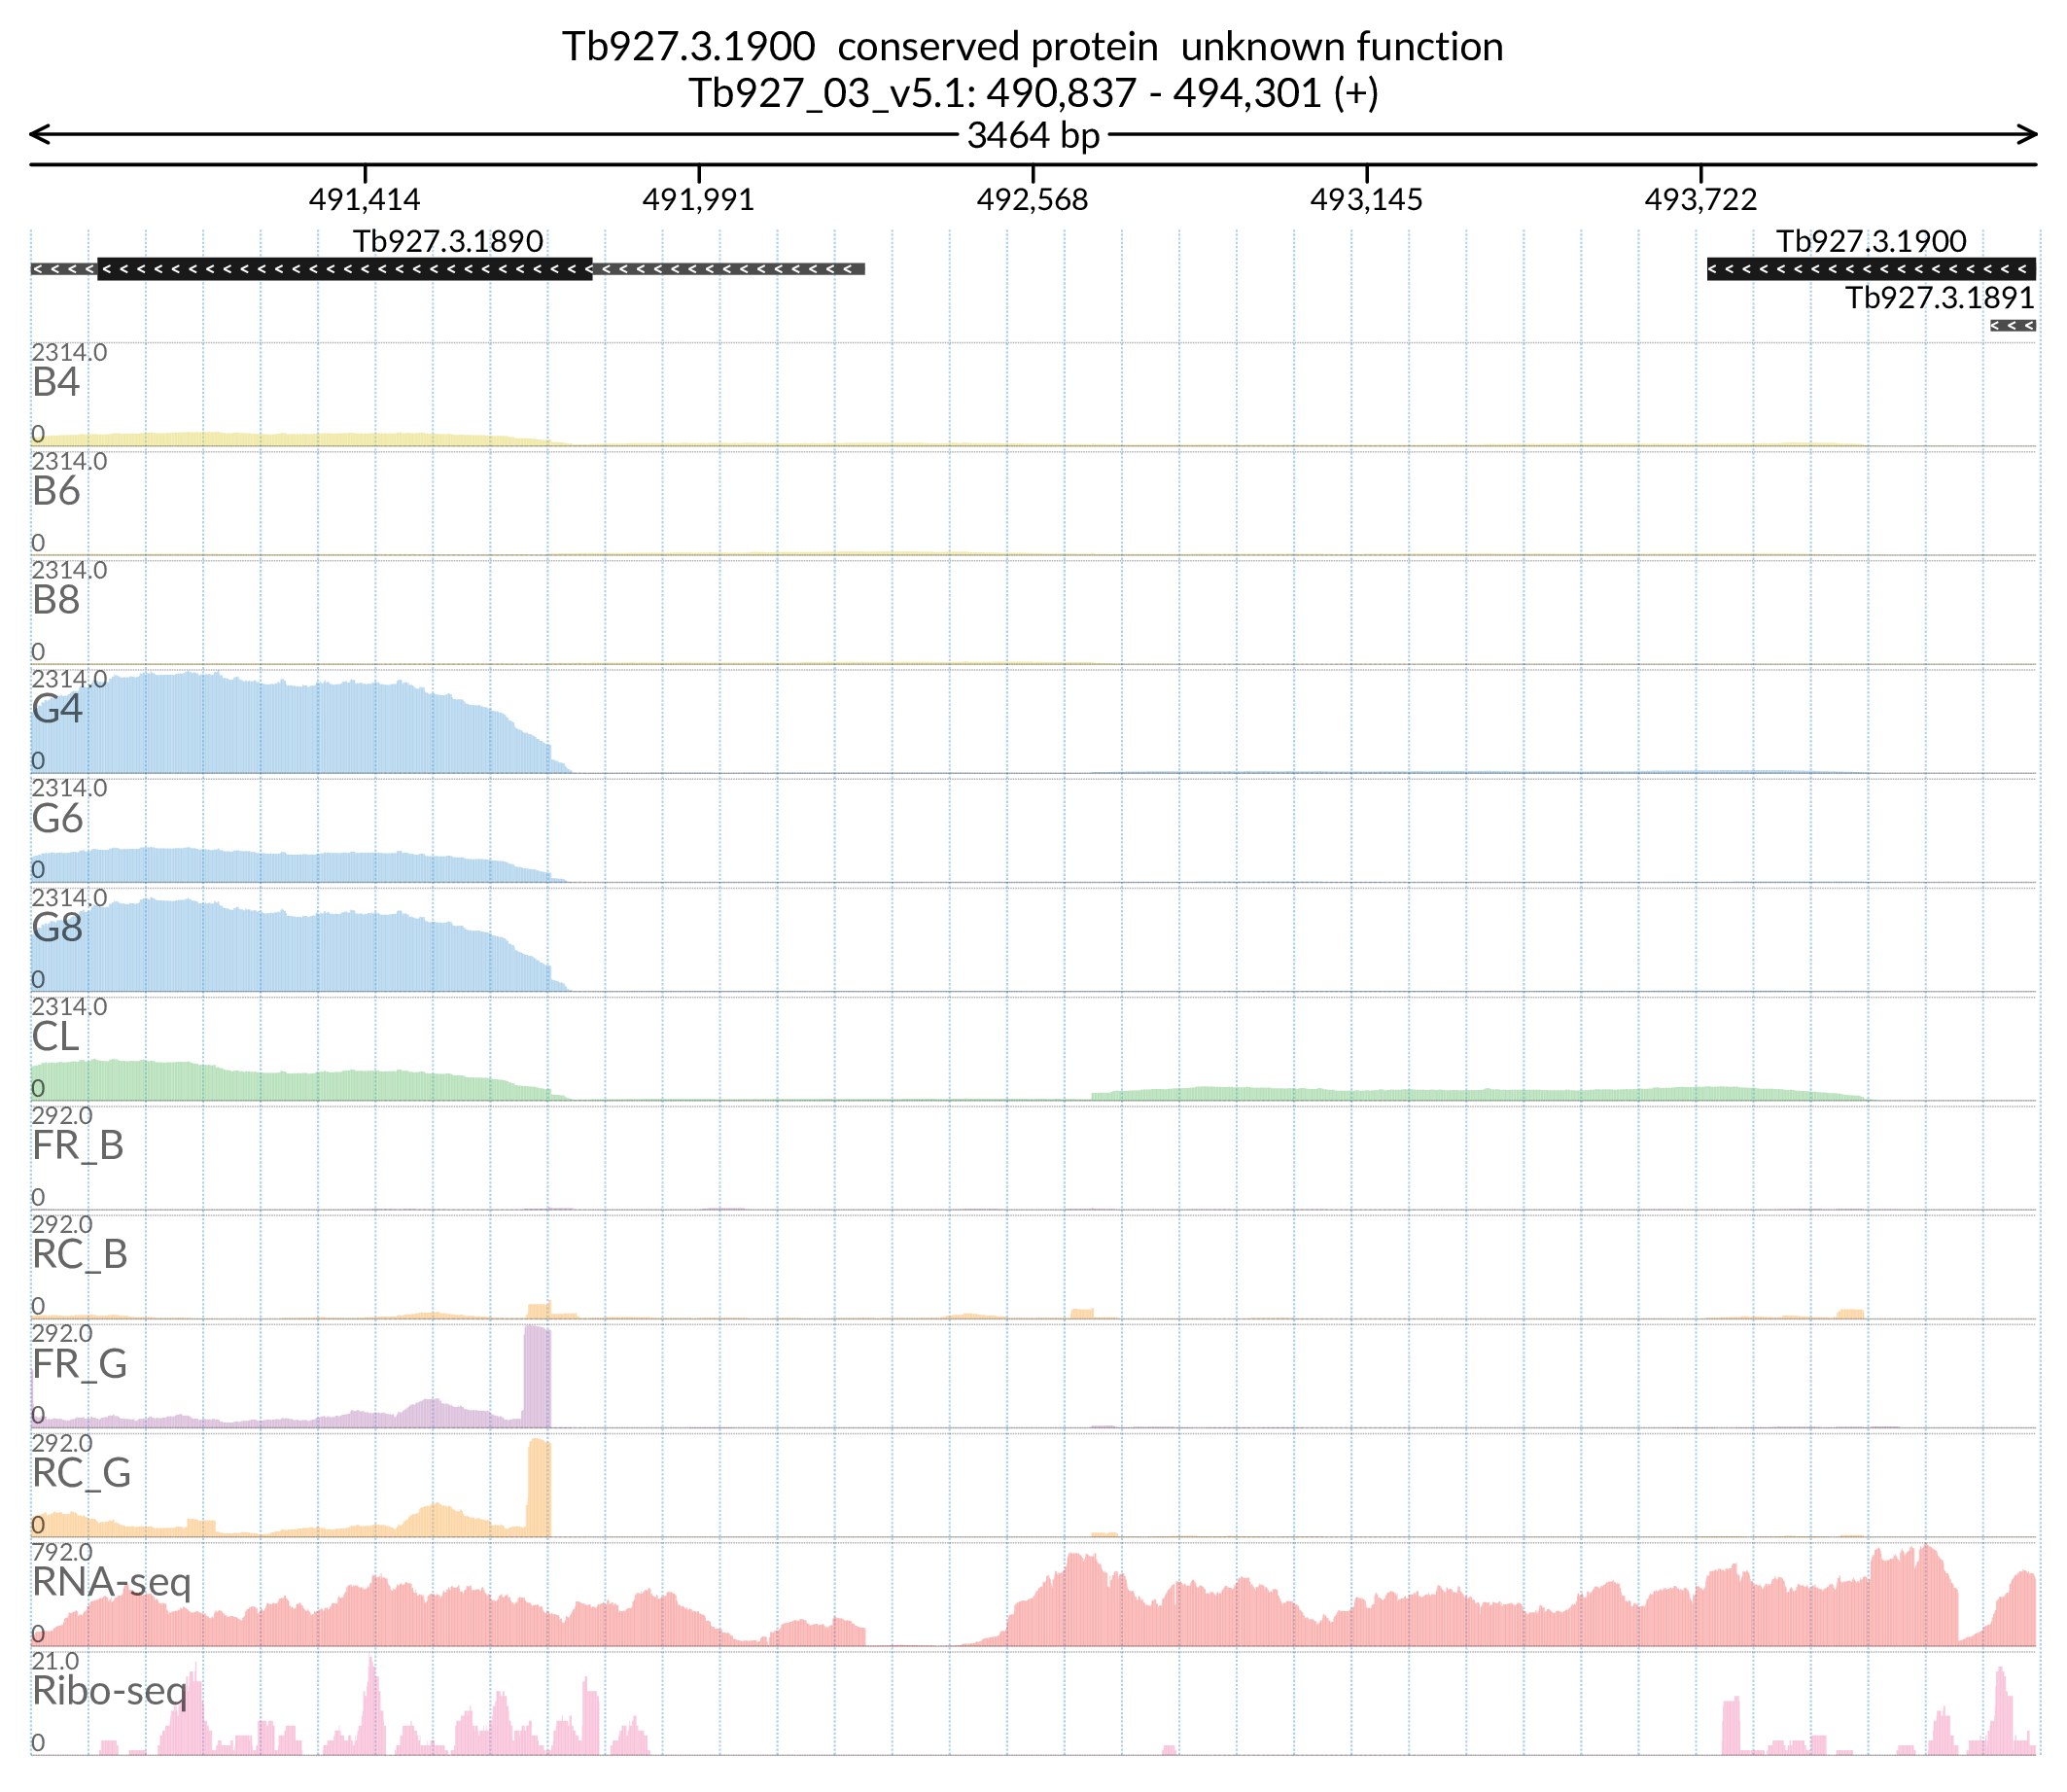 Tb927.3.1900  conserved protein  unknown function
Tb927_03_v5.1: 490,837 - 494,301 (+)
3464 bp
491,414 491,991 492,568 493,145 493,722
Tb927.3.1890 Tb927.3.1900
Tb927.3.1891
2314.0
B4
0
2314.0
B6
0
2314.0
B8
0
2314.0
G4
0
2314.0
G6
0
2314.0
G8
0
2314.0
CL
0
292.0
FR_B
0
292.0
RC_B
0
292.0
FR_G
0
292.0
RC_G
0
792.0
RNA-seq
0
21.0
Ribo-seq
0